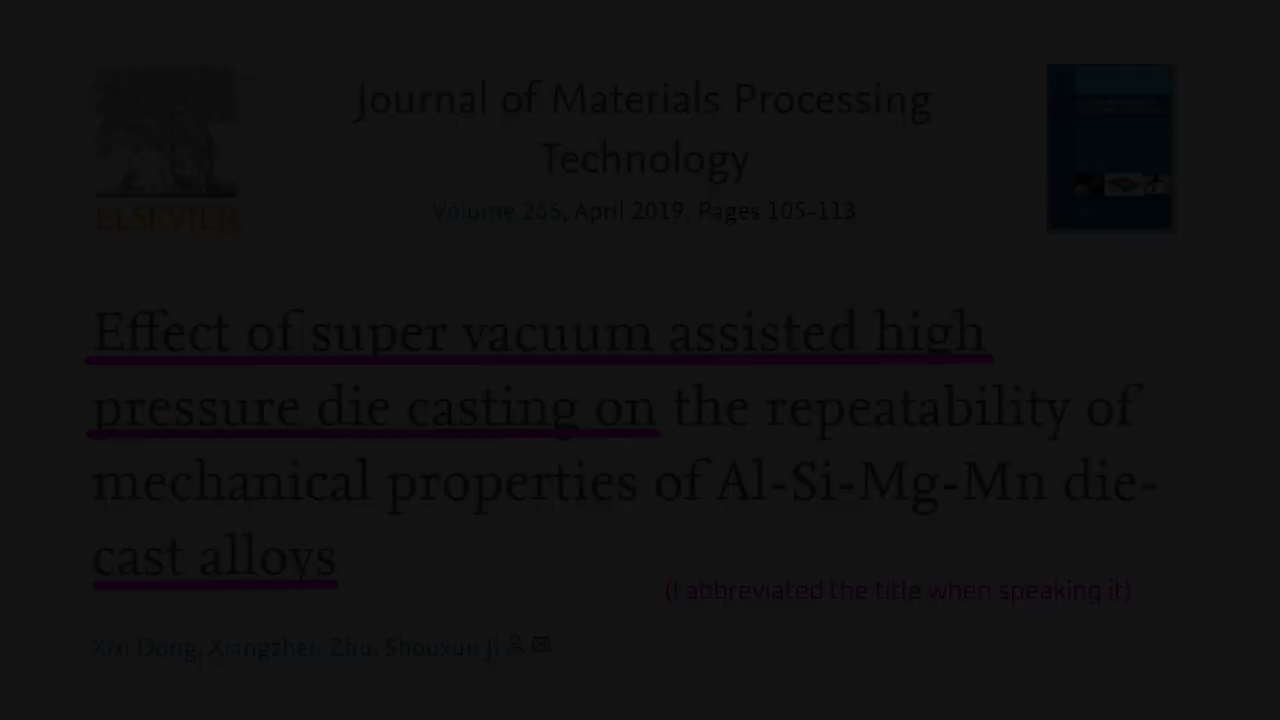 Journal of Materials Processing
Technology
Volume 266, April 2019, Pages 105–113
ELSEVIER
Effect of super vacuum assisted high
pressure die casting on the repeatability of
mechanical properties of Al-Si-Mg-Mn die-
cast alloys
(I abbreviated the title when speaking it)
Xixi Dong, Xiangzhen Zhu, Shouxun Ji